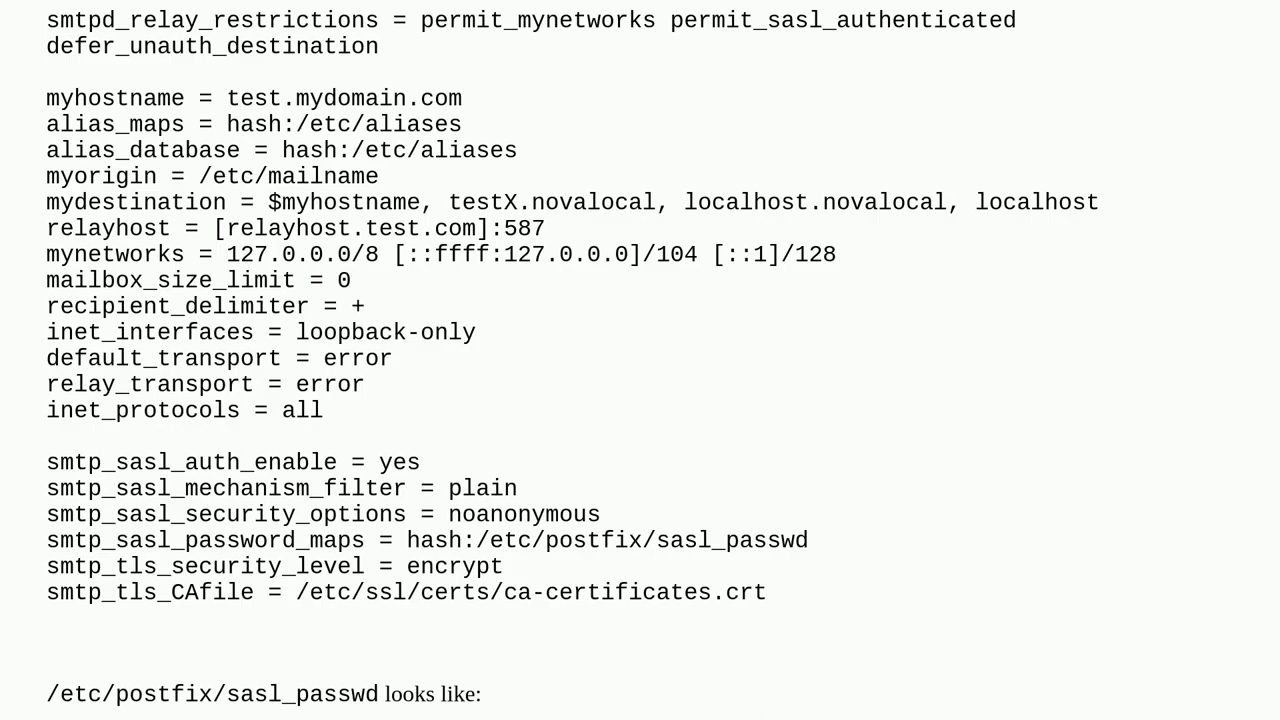 smtpd_relay_restrictions = permit_mynetworks permit_sasl_authenticated
defer_unauth_destination
myhostname = test.mydomain.com
alias_maps = hash:/etc/aliases
alias_database = hash:/etc/aliases
myorigin = /etc/mailname
mydestination = $myhostname, testX.novalocal, localhost.novalocal, localhost
relayhost = [relayhost.test.com]:587
mynetworks = 127.0.0.0/8 [::ffff:127.0.0.0]/104 [::1]/128
mailbox_size_limit = 0
recipient_delimiter = +
inet_interfaces = loopback-only
default_transport = error
relay_transport = error
inet_protocols = all
smtp_sasl_auth_enable = yes
smtp_sasl_mechanism_filter = plain
smtp_sasl_security_options = noanonymous
smtp_sasl_password_maps = hash:/etc/postfix/sasl_passwd
smtp_tls_security_level = encrypt
smtp_tls_CAfile = /etc/ssl/certs/ca-certificates.crt
/etc/postfix/sasl_passwd looks like: